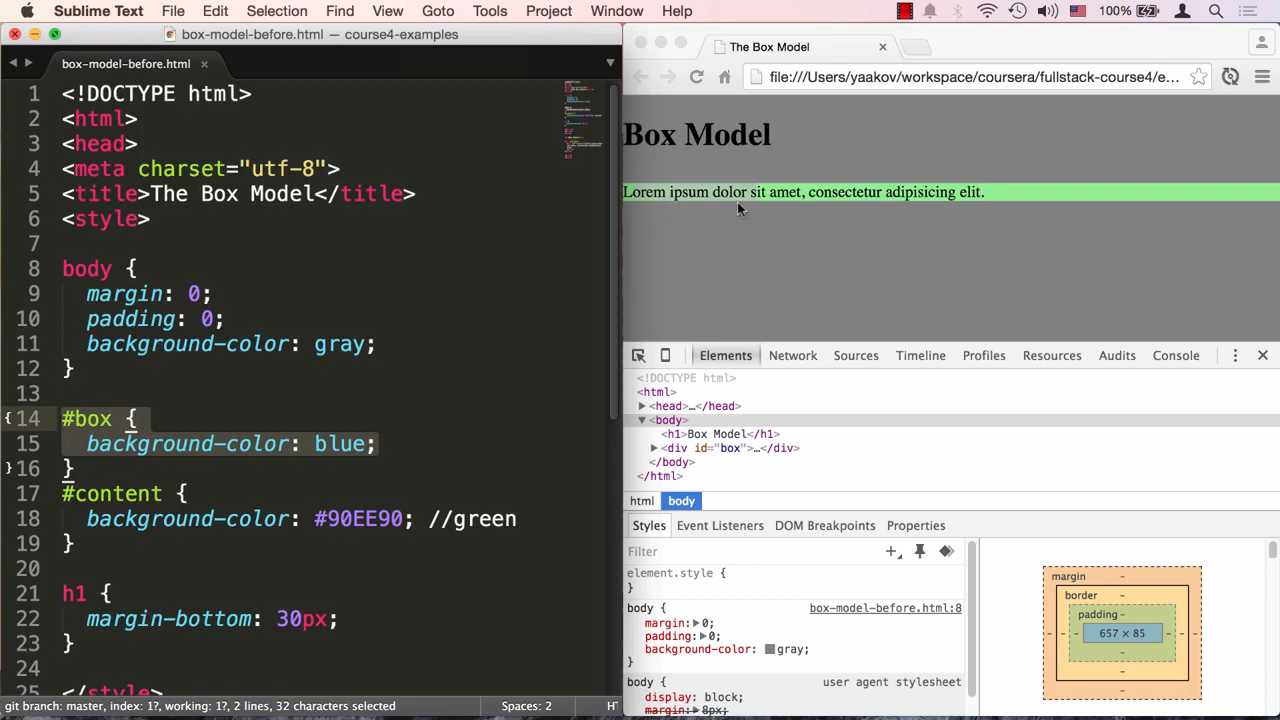 Sublime Text File Edit Selection Find View Goto Tools Project Window Help 100%
box-model-before.html — course4-examples
box-model-before.html ×
1 <!DOCTYPE html>
2 <html>
3 <head>
4 <meta charset="utf-8">
5 <title>The Box Model</title>
6 <style>
7
8 body {
9 margin: 0;
10 padding: 0;
11 background-color: gray;
12 }
13
14 #box {
15 background-color: blue;
16 }
17 #content {
18 background-color: #90EE90; //green
19 }
20
21 h1 {
22 margin-bottom: 30px;
23 }
24
25 </style>
git branch: master, index: 1?, working: 1?, 2 lines, 32 characters selected Spaces: 2
The Box Model ×
file:///Users/yaakov/workspace/coursera/fullstack-course4/e...
Box Model
Lorem ipsum dolor sit amet, consectetur adipisicing elit.
Elements Network Sources Timeline Profiles Resources Audits Console
<!DOCTYPE html>
<html>
<head>…</head>
<body>
<h1>Box Model</h1>
<div id="box">…</div>
</body>
</html>
html body
Styles Event Listeners DOM Breakpoints Properties
Filter
element.style {
}
body { box-model-before.html:8
margin: 0;
padding: 0;
background-color: gray;
}
body { user agent stylesheet
display: block;
margin: 8px;
margin -
border -
padding -
- - - 657 × 85 - - -
-
-
-